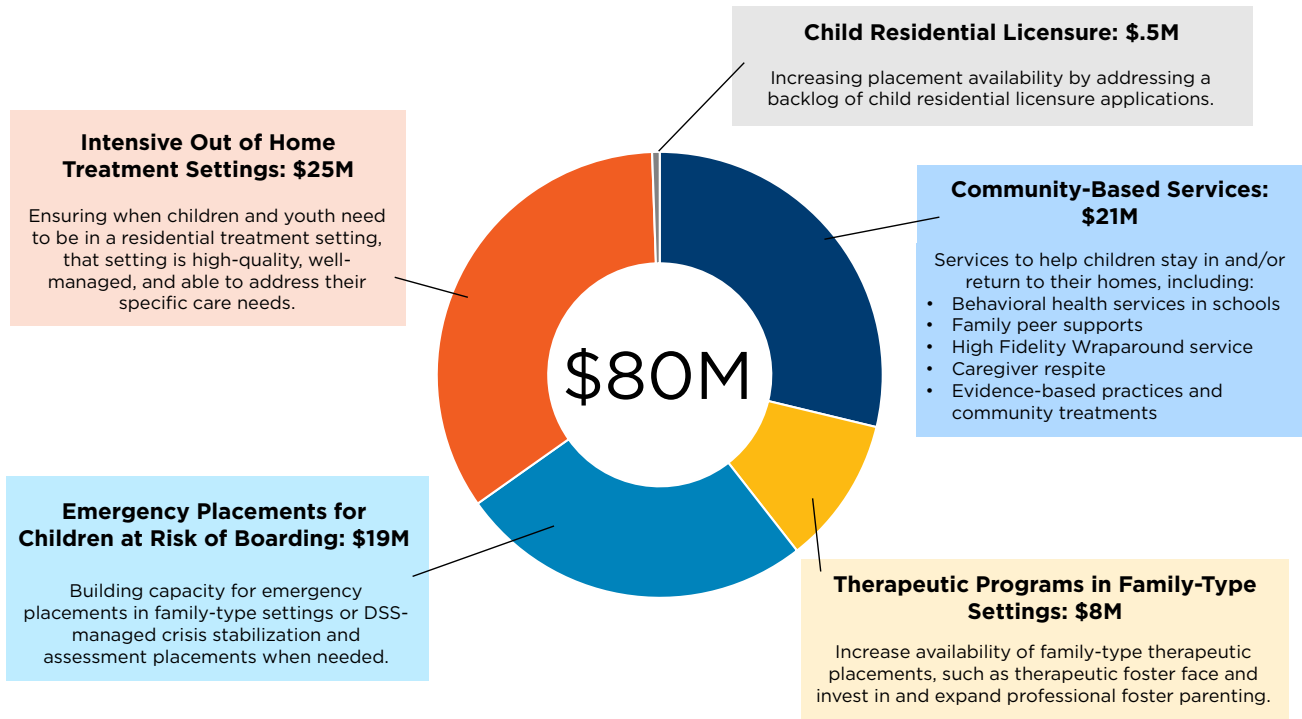 Child Residential Licensure: $.5M
Increasing placement availability by addressing a
backlog of child residential licensure applications.
Intensive Out of Home
Treatment Settings: $25M
Ensuring when children and youth need
to be in a residential treatment setting,
that setting is high-quality, well-
managed, and able to address their
specific care needs.
Community-Based Services:
$21M
Services to help children stay in and/or
return to their homes, including:
• Behavioral health services in schools
• Family peer supports
• High Fidelity Wraparound service
• Caregiver respite
• Evidence-based practices and
community treatments
$80M
Emergency Placements for
Children at Risk of Boarding: $19M
Building capacity for emergency
placements in family-type settings or DSS-
managed crisis stabilization and
assessment placements when needed.
Therapeutic Programs in Family-Type
Settings: $8M
Increase availability of family-type therapeutic
placements, such as therapeutic foster face and
invest in and expand professional foster parenting.